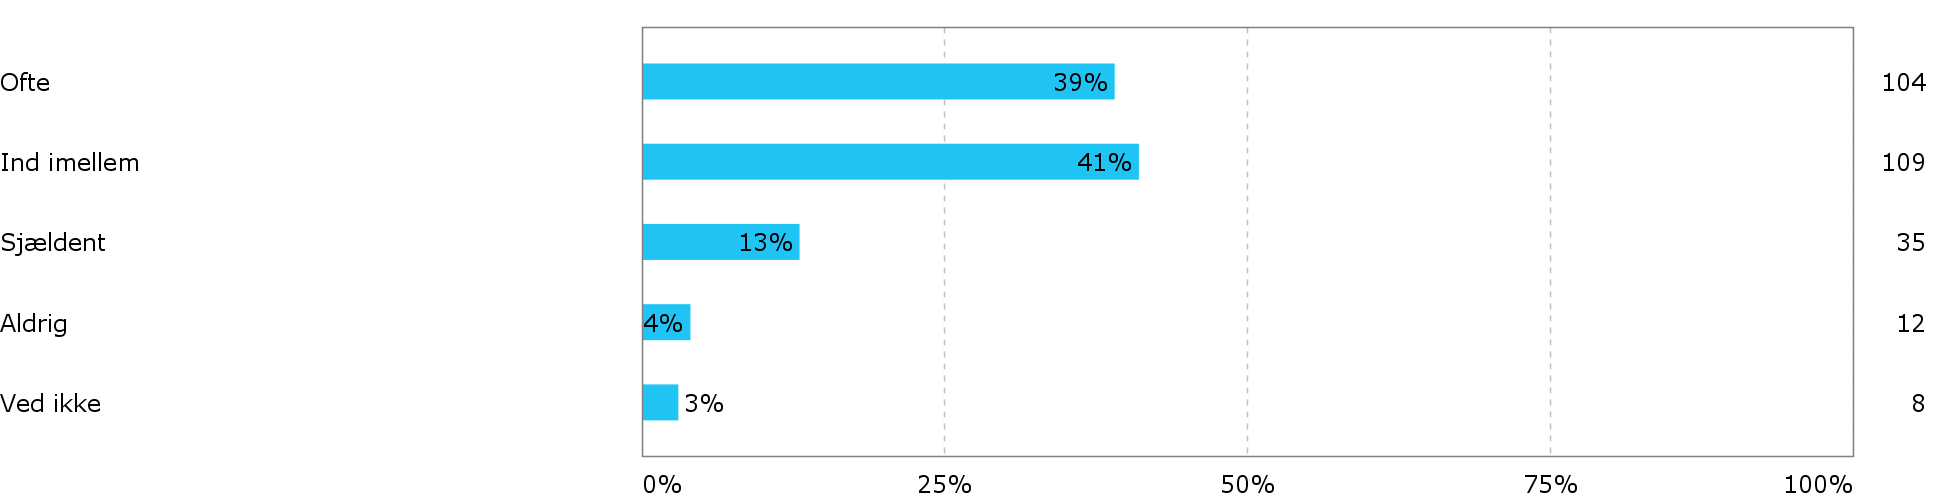 Ofte 39% 104
Ind imellem 41% 109
Sjældent 13% 35
Aldrig 4% 12
Ved ikke 3% 8
0% 25% 50% 75% 100%